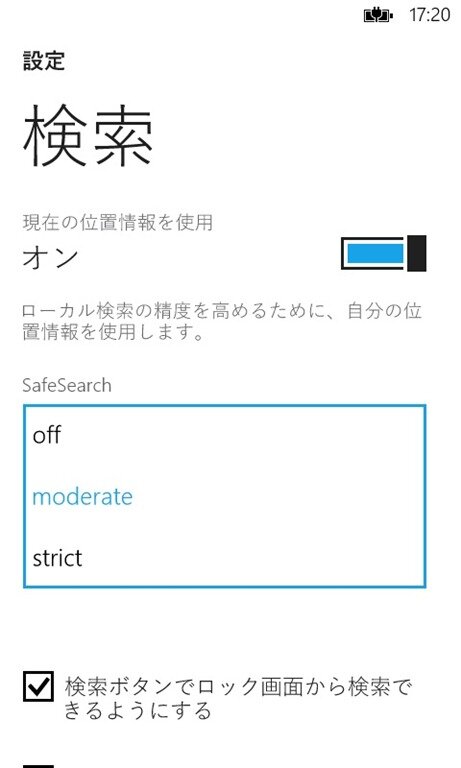 17:20
設定
検索
現在の位置情報を使用
オン
ローカル検索の精度を高めるために、自分の位
置情報を使用します。
SafeSearch
off
moderate
strict
検索ボタンでロック画面から検索で
きるようにする